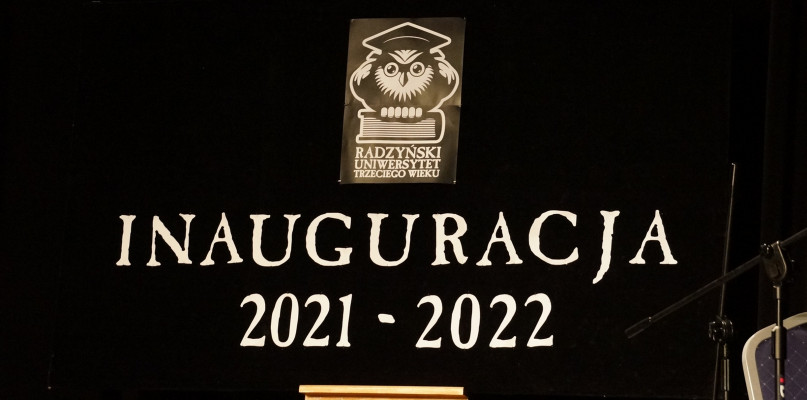 RADZYŃSKI
UNIWERSYTET
TRZECIEGO WIEKU
INAUGURACJA
2021 - 2022